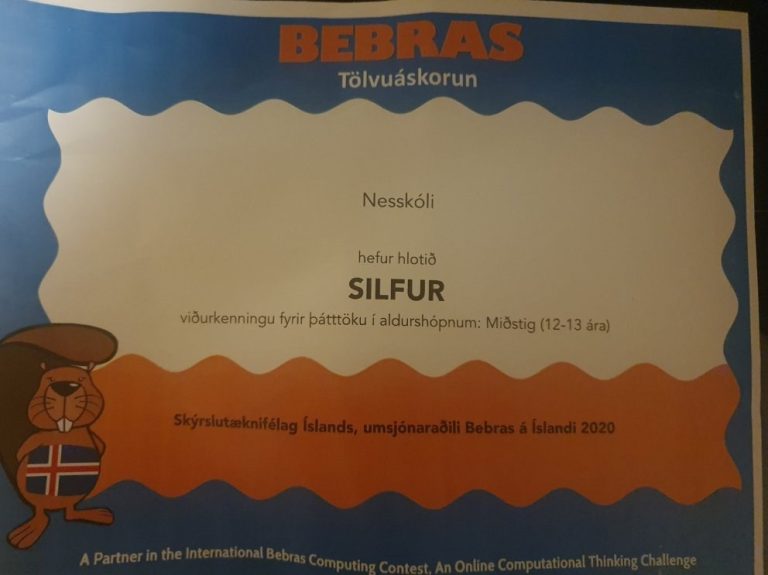 BEBRAS
Tölvuáskorun
Nesskóli
hefur hlotið
SILFUR
viðurkenningu fyrir þátttöku í aldurshópnum: Miðstig (12-13 ára)
Skýrslutæknifélag Íslands, umsjónaraðili Bebras á Íslandi 2020
A Partner in the International Bebras Computing Contest, An Online Computational Thinking Challenge